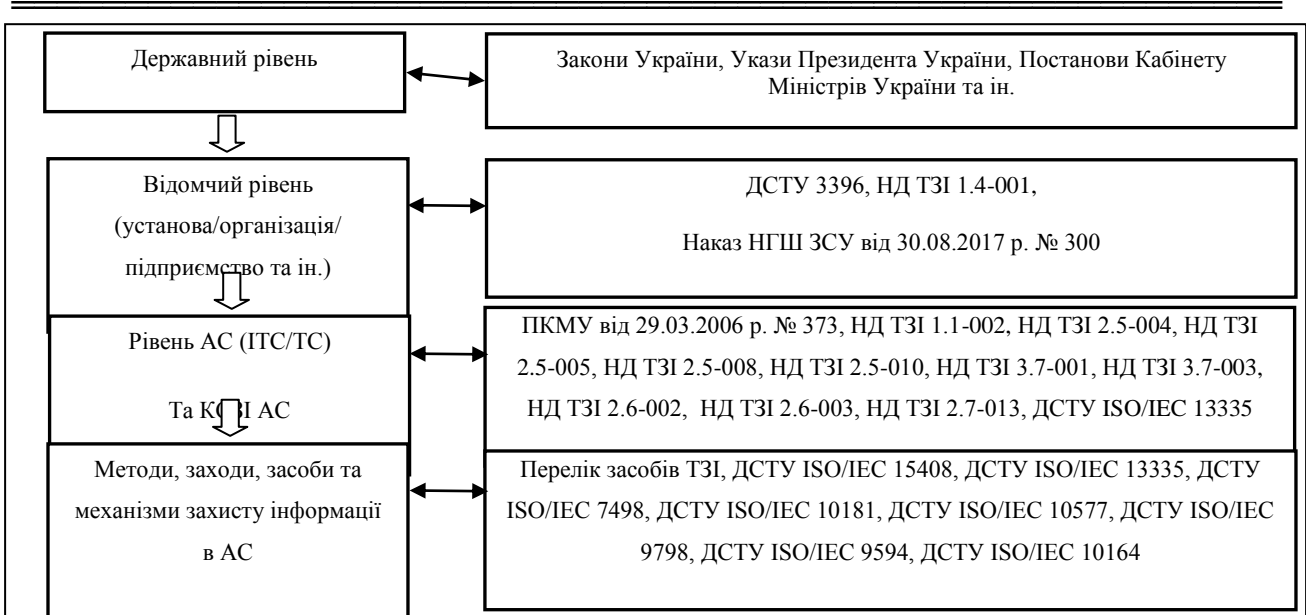 Державний рівень
Закони України, Укази Президента України, Постанови Кабінету
Міністрів України та ін.
Відомчий рівень
(установа/організація/
підприємство та ін.)
ДСТУ 3396, НД ТЗІ 1.4-001,
Наказ НГШ ЗСУ від 30.08.2017 р. № 300
Рівень АС (ІТС/ТС)
Та КСЗІ АС
ПКМУ від 29.03.2006 р. № 373, НД ТЗІ 1.1-002, НД ТЗІ 2.5-004, НД ТЗІ
2.5-005, НД ТЗІ 2.5-008, НД ТЗІ 2.5-010, НД ТЗІ 3.7-001, НД ТЗІ 3.7-003,
НД ТЗІ 2.6-002, НД ТЗІ 2.6-003, НД ТЗІ 2.7-013, ДСТУ ISO/IEC 13335
Методи, заходи, засоби та
механізми захисту інформації
в АС
Перелік засобів ТЗІ, ДСТУ ISO/IEC 15408, ДСТУ ISO/IEC 13335, ДСТУ
ISO/IEC 7498, ДСТУ ISO/IEC 10181, ДСТУ ISO/IEC 10577, ДСТУ ISO/IEC
9798, ДСТУ ISO/IEC 9594, ДСТУ ISO/IEC 10164